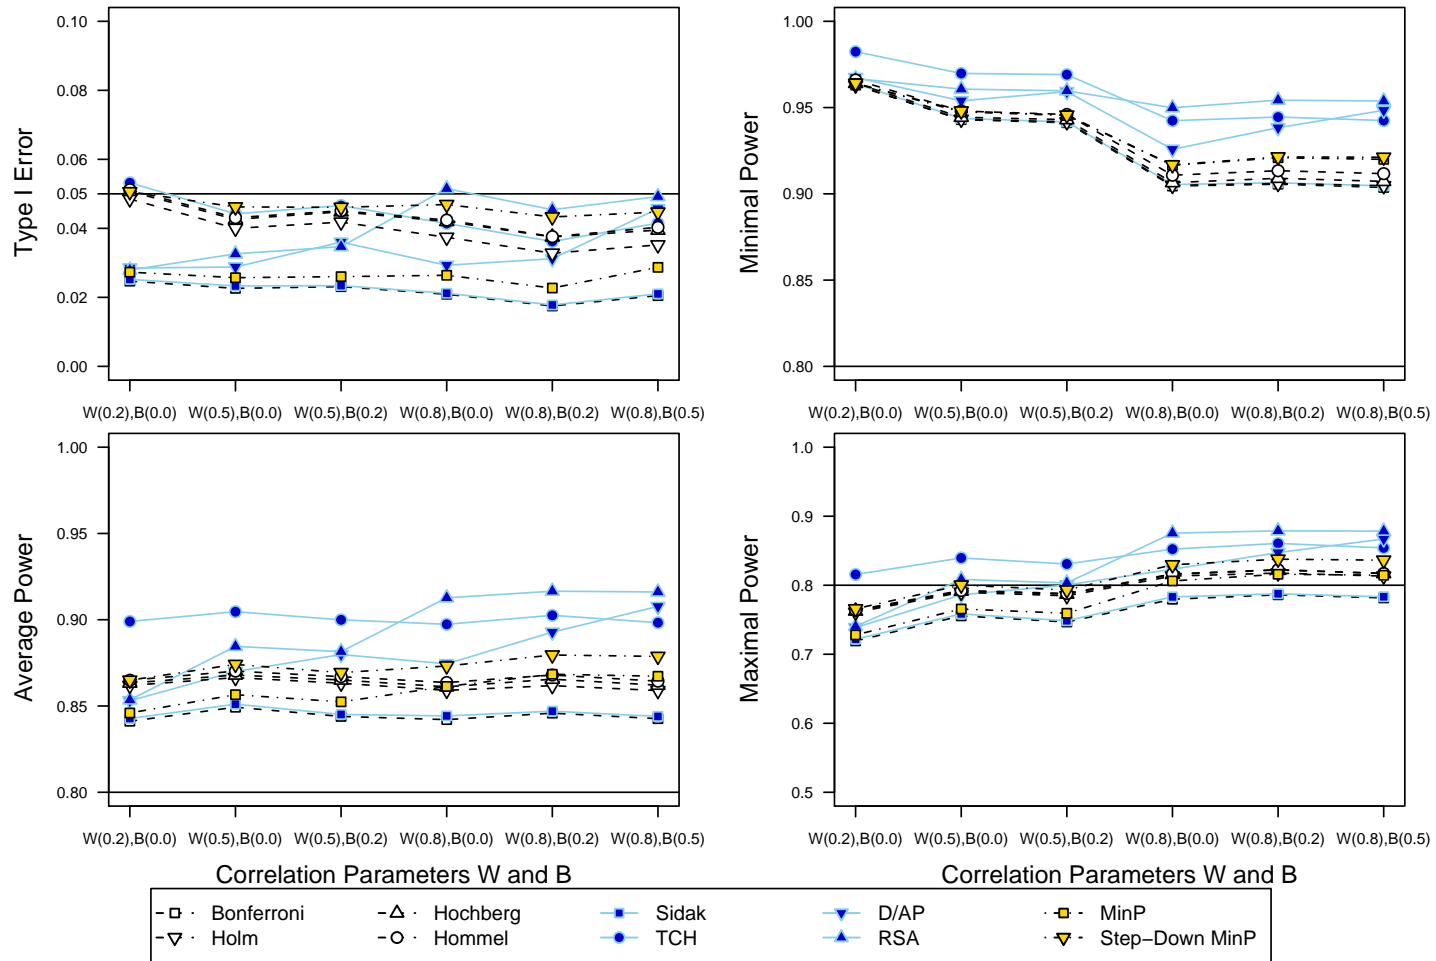 Type I Error
0.10
0.08
0.06
0.05
0.04
0.02
0.00
W(0.2),B(0.0) W(0.5),B(0.0) W(0.5),B(0.2) W(0.8),B(0.0) W(0.8),B(0.2) W(0.8),B(0.5)
Minimal Power
1.00
0.95
0.90
0.85
0.80
W(0.2),B(0.0) W(0.5),B(0.0) W(0.5),B(0.2) W(0.8),B(0.0) W(0.8),B(0.2) W(0.8),B(0.5)
Average Power
1.00
0.95
0.90
0.85
0.80
W(0.2),B(0.0) W(0.5),B(0.0) W(0.5),B(0.2) W(0.8),B(0.0) W(0.8),B(0.2) W(0.8),B(0.5)
Correlation Parameters W and B
Maximal Power
1.0
0.9
0.8
0.7
0.6
0.5
W(0.2),B(0.0) W(0.5),B(0.0) W(0.5),B(0.2) W(0.8),B(0.0) W(0.8),B(0.2) W(0.8),B(0.5)
Correlation Parameters W and B
Bonferroni Hochberg Sidak D/AP MinP
Holm Hommel TCH RSA Step−Down MinP